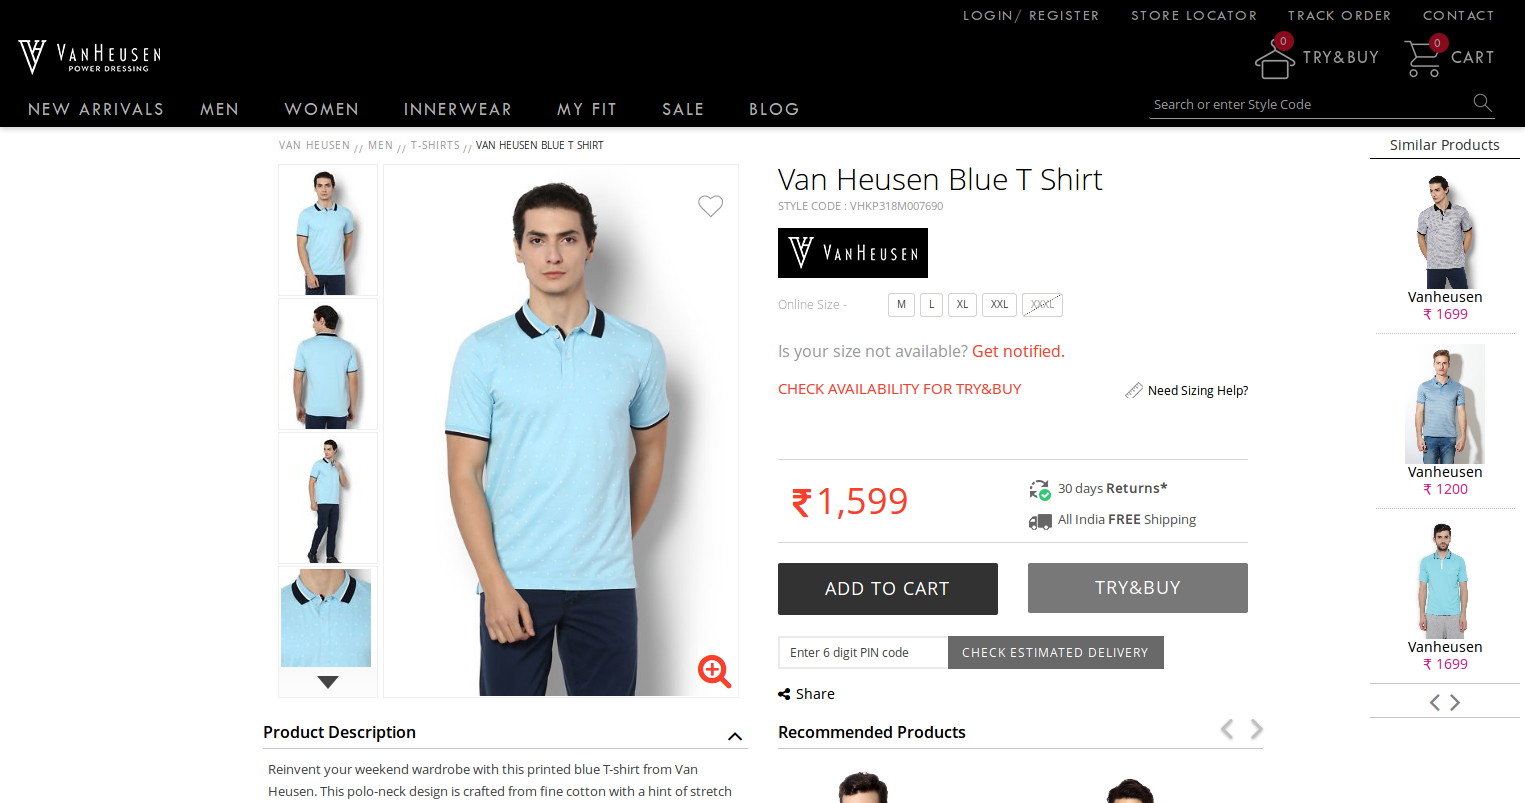 LOGIN/ REGISTER STORE LOCATOR TRACK ORDER CONTACT
VANHEUSEN
POWER DRESSING
0 TRY&BUY 0 CART
NEW ARRIVALS MEN WOMEN INNERWEAR MY FIT SALE BLOG
Search or enter Style Code
VAN HEUSEN // MEN // T-SHIRTS // VAN HEUSEN BLUE T SHIRT
Van Heusen Blue T Shirt
STYLE CODE : VHKP318M007690
VANHEUSEN
Online Size - M L XL XXL XXXL
Is your size not available? Get notified.
CHECK AVAILABILITY FOR TRY&BUY
Need Sizing Help?
₹1,599
30 days Returns*
All India FREE Shipping
ADD TO CART TRY&BUY
Enter 6 digit PIN code CHECK ESTIMATED DELIVERY
Share
Product Description
Reinvent your weekend wardrobe with this printed blue T-shirt from Van
Heusen. This polo-neck design is crafted from fine cotton with a hint of stretch
Recommended Products
Similar Products
Vanheusen
₹ 1699
Vanheusen
₹ 1200
Vanheusen
₹ 1699